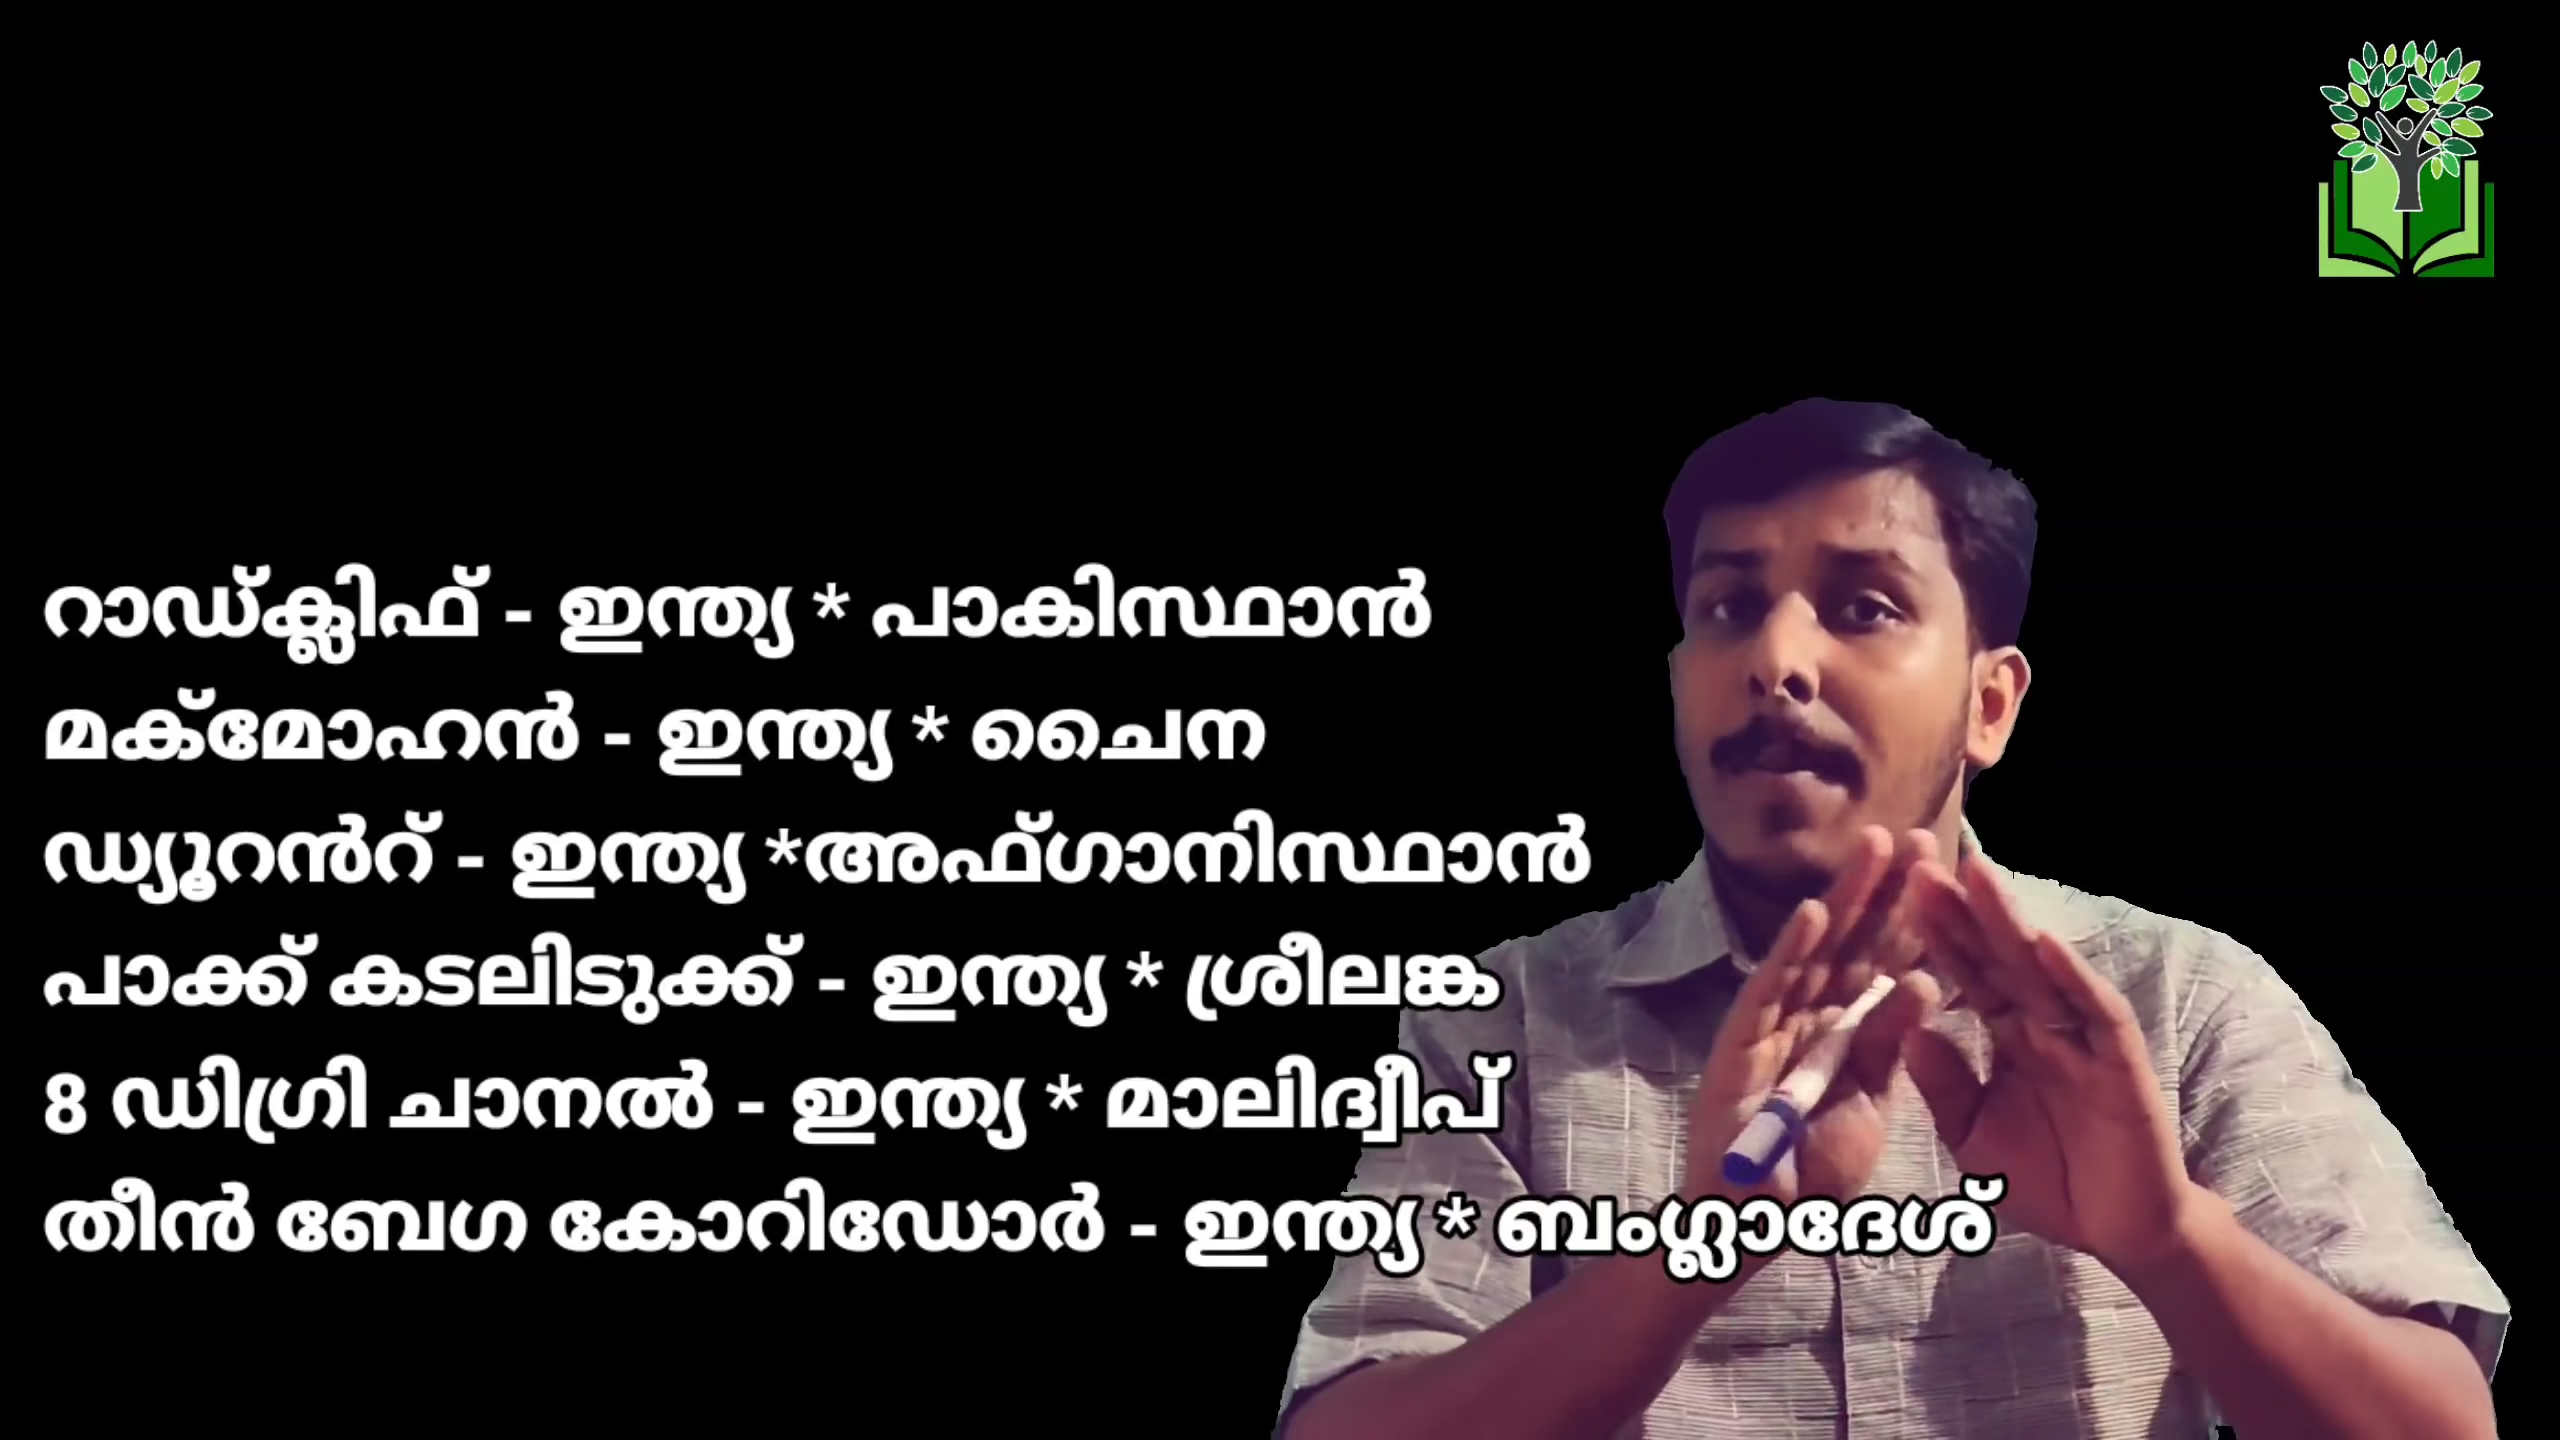 റാഡ്ക്ലിഫ് - ഇന്ത്യ * പാകിസ്ഥാൻ
മക്മോഹൻ - ഇന്ത്യ * ചൈന
ഡ്യൂറൻറ് - ഇന്ത്യ *അഫ്ഗാനിസ്ഥാൻ
പാക്ക് കടലിടുക്ക് - ഇന്ത്യ * ശ്രീലങ്ക
8 ഡിഗ്രി ചാനൽ - ഇന്ത്യ * മാലിദ്വീപ്
തീൻ ബേഗ കോറിഡോർ - ഇന്ത്യ * ബംഗ്ലാദേശ്